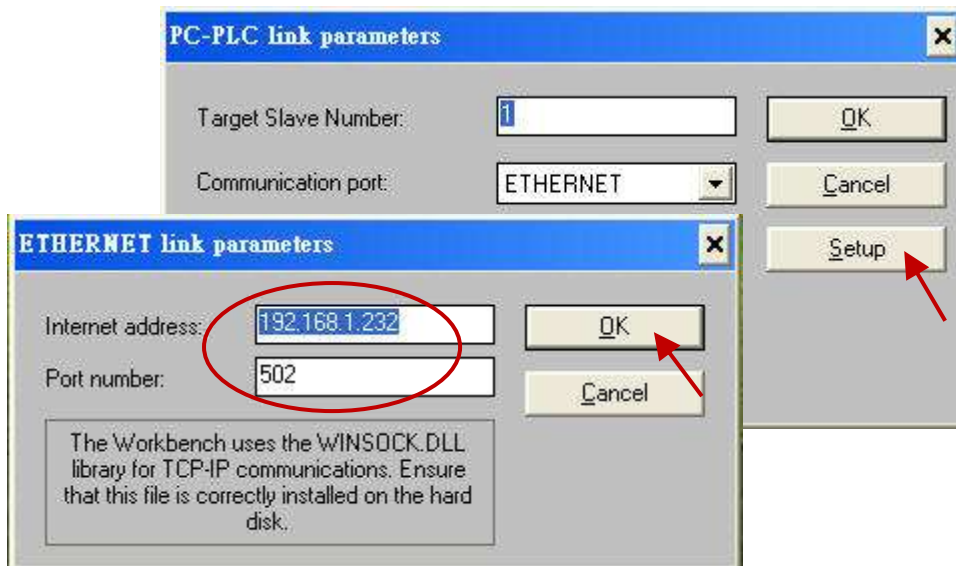 PC-PLC link parameters
Target Slave Number:
1
OK
Communication port:
ETHERNET
Cancel
Setup
ETHERNET link parameters
Internet address:
192.168.1.232
OK
Port number:
502
Cancel
The Workbench uses the WINSOCK.DLL
library for TCP-IP communications. Ensure
that this file is correctly installed on the hard
disk.